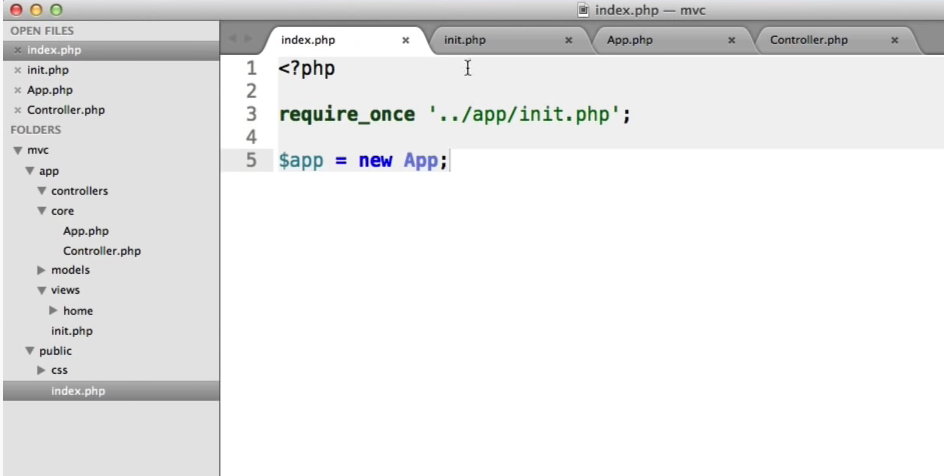 index.php — mvc
OPEN FILES
× index.php
× init.php
× App.php
× Controller.php
FOLDERS
▼ mvc
▼ app
▼ controllers
▼ core
App.php
Controller.php
▶ models
▼ views
▶ home
init.php
▼ public
▶ css
index.php
index.php × init.php × App.php × Controller.php ×
1 <?php
2
3 require_once '../app/init.php';
4
5 $app = new App;